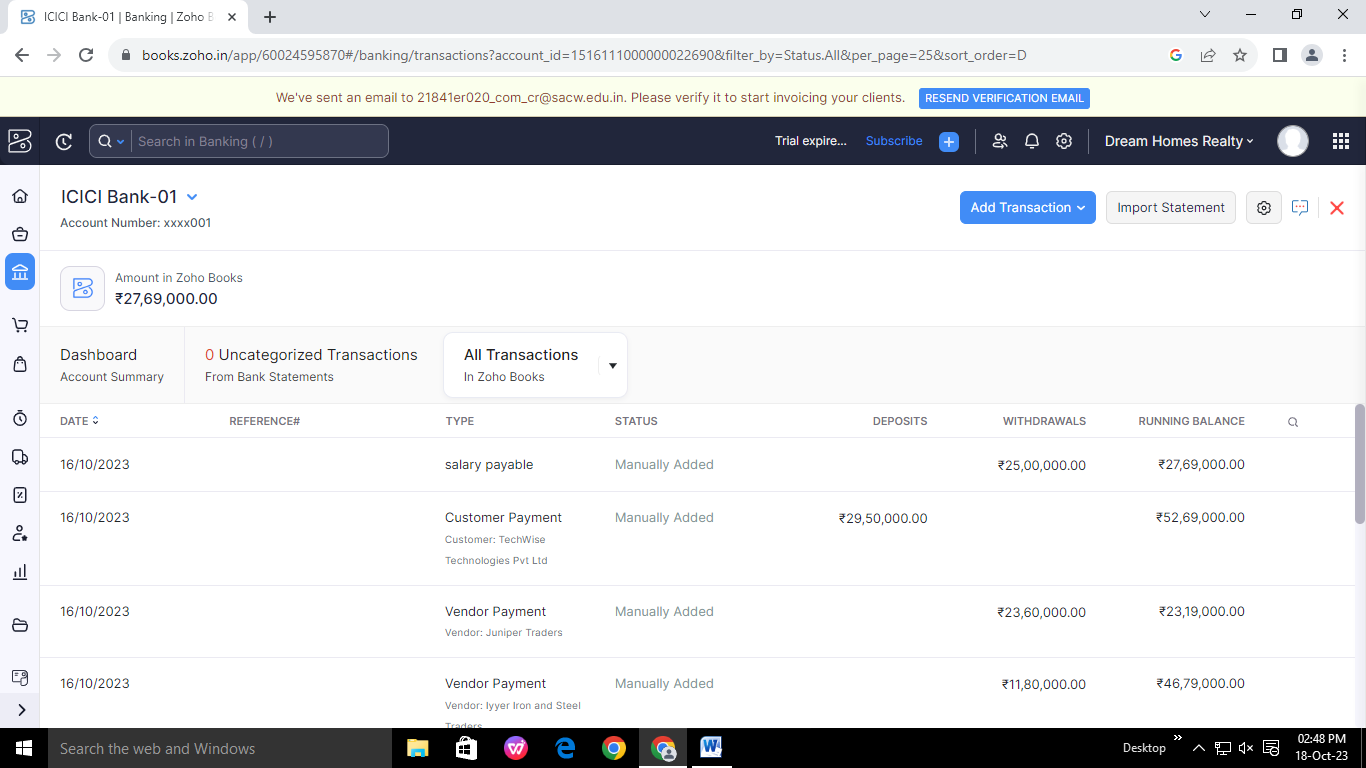 ICICI Bank-01 | Banking | Zoho B
books.zoho.in/app/60024595870#/banking/transactions?account_id=1516111000000022690&filter_by=Status.All&per_page=25&sort_order=D
We've sent an email to 21841er020_com_cr@sacw.edu.in. Please verify it to start invoicing your clients. RESEND VERIFICATION EMAIL
Search in Banking ( / ) Trial expire... Subscribe Dream Homes Realty
ICICI Bank-01
Account Number: xxxx001
Add Transaction Import Statement
Amount in Zoho Books
₹27,69,000.00
Dashboard 0 Uncategorized Transactions All Transactions
Account Summary From Bank Statements In Zoho Books
DATE REFERENCE# TYPE STATUS DEPOSITS WITHDRAWALS RUNNING BALANCE
16/10/2023 salary payable Manually Added ₹25,00,000.00 ₹27,69,000.00
16/10/2023 Customer Payment Manually Added ₹29,50,000.00 ₹52,69,000.00
Customer: TechWise
Technologies Pvt Ltd
16/10/2023 Vendor Payment Manually Added ₹23,60,000.00 ₹23,19,000.00
Vendor: Juniper Traders
16/10/2023 Vendor Payment Manually Added ₹11,80,000.00 ₹46,79,000.00
Vendor: Iyyer Iron and Steel
Traders
Search the web and Windows Desktop 02:48 PM
18-Oct-23